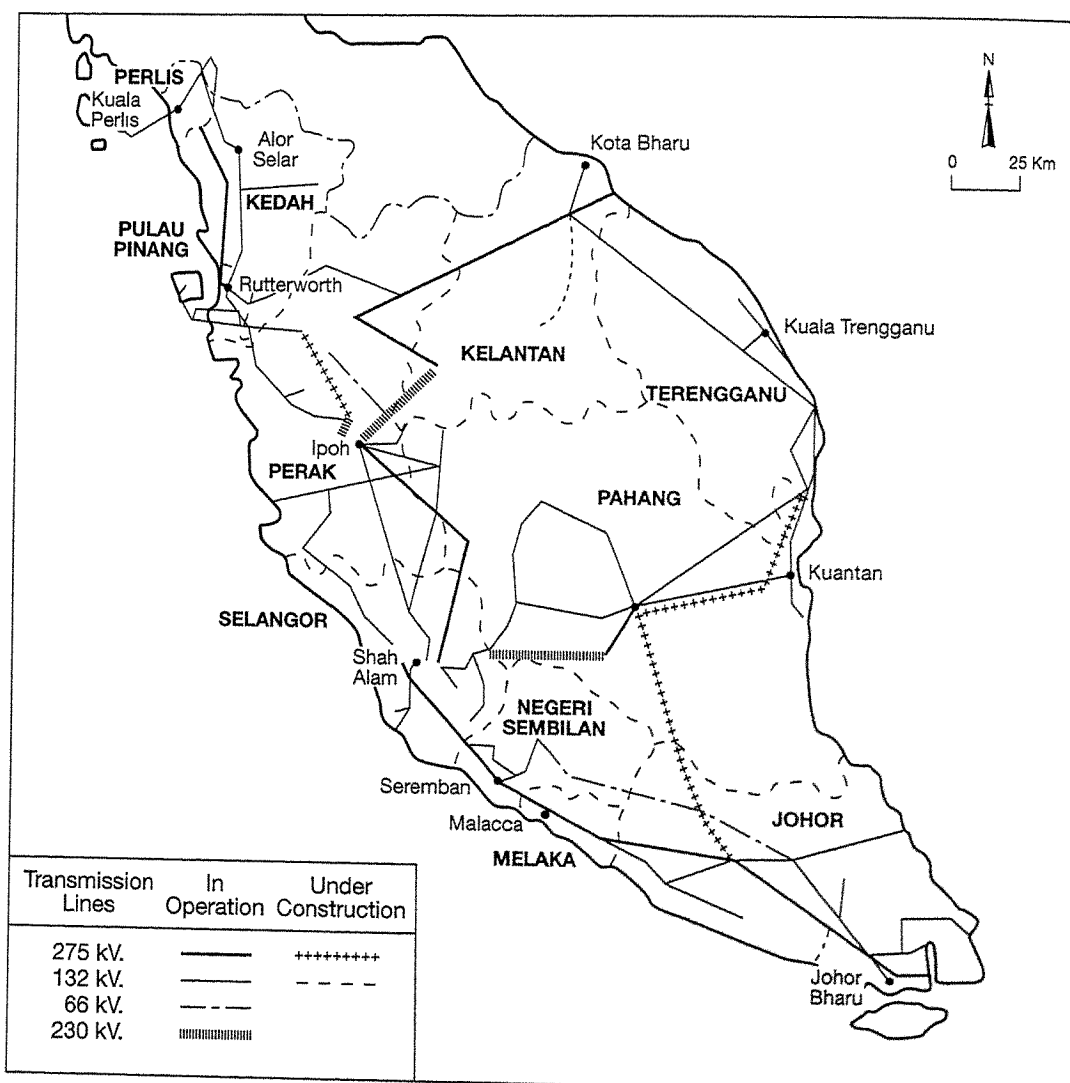 N
0 25 Km
PERLIS
Kuala
Perlis
Alor
Selar
Kota Bharu
KEDAH
PULAU
PINANG
Rutterworth
Kuala Trengganu
KELANTAN
TERENGGANU
Ipoh
PERAK
PAHANG
Kuantan
SELANGOR
Shah
Alam
NEGERI
SEMBILAN
Seremban
Malacca
JOHOR
MELAKA
Johor
Bharu
Transmission Lines In Operation Under Construction
275 kV.
132 kV.
66 kV.
230 kV.